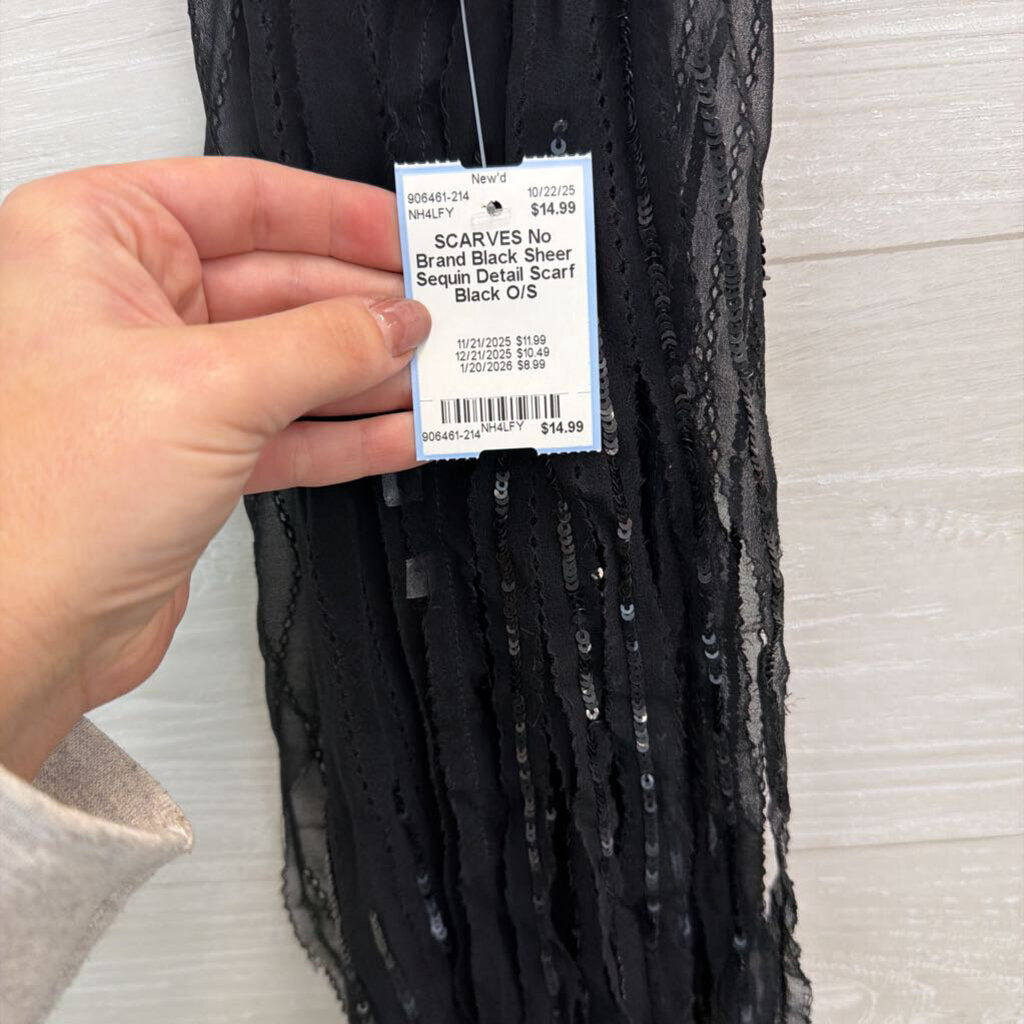 New'd
906461-214 10/22/25
NH4LFY $14.99
SCARVES No
Brand Black Sheer
Sequin Detail Scarf
Black O/S
11/21/2025 $11.99
12/21/2025 $10.49
1/20/2026 $8.99
906461-214 NH4LFY $14.99